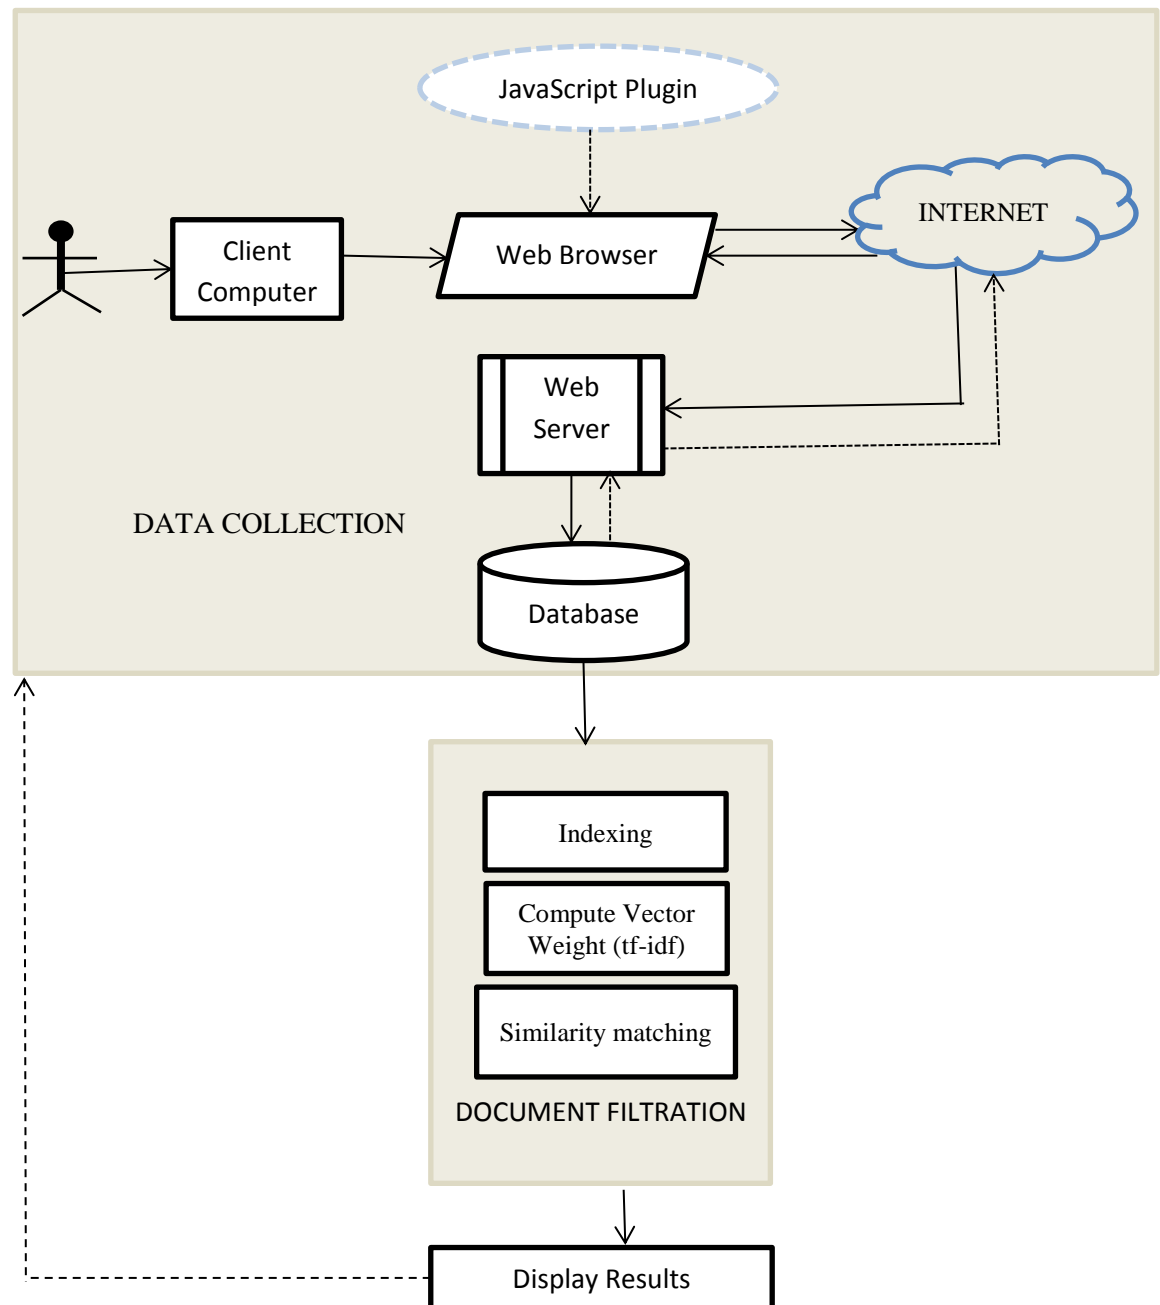 JavaScript Plugin
INTERNET
Client
Computer
Web Browser
Web
Server
DATA COLLECTION
Database
Indexing
Compute Vector
Weight (tf-idf)
Similarity matching
DOCUMENT FILTRATION
Display Results